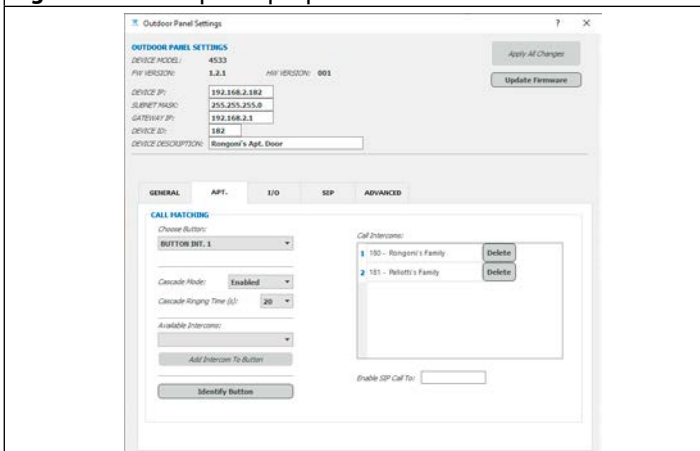 Outdoor Panel Settings ? ×
OUTDOOR PANEL SETTINGS
DEVICE MODEL: 4533
FW VERSION: 1.2.1 HW VERSION: 001
Apply All Changes
Update Firmware
DEVICE IP: 192.168.2.182
SUBNET MASK: 255.255.255.0
GATEWAY IP: 192.168.2.1
DEVICE ID: 182
DEVICE DESCRIPTION: Rongoni's Apt. Door
GENERAL APT. I/O SIP ADVANCED
CALL MATCHING
Choose Button:
BUTTON INT. 1
Cascade Mode: Enabled
Cascade Ringing Time (s): 20
Available Intercoms:
Add Intercom To Button
Identify Button
Call Intercoms:
1 180 - Rongoni's Family Delete
2 181 - Pallotti's Family Delete
Enable SIP Call To: